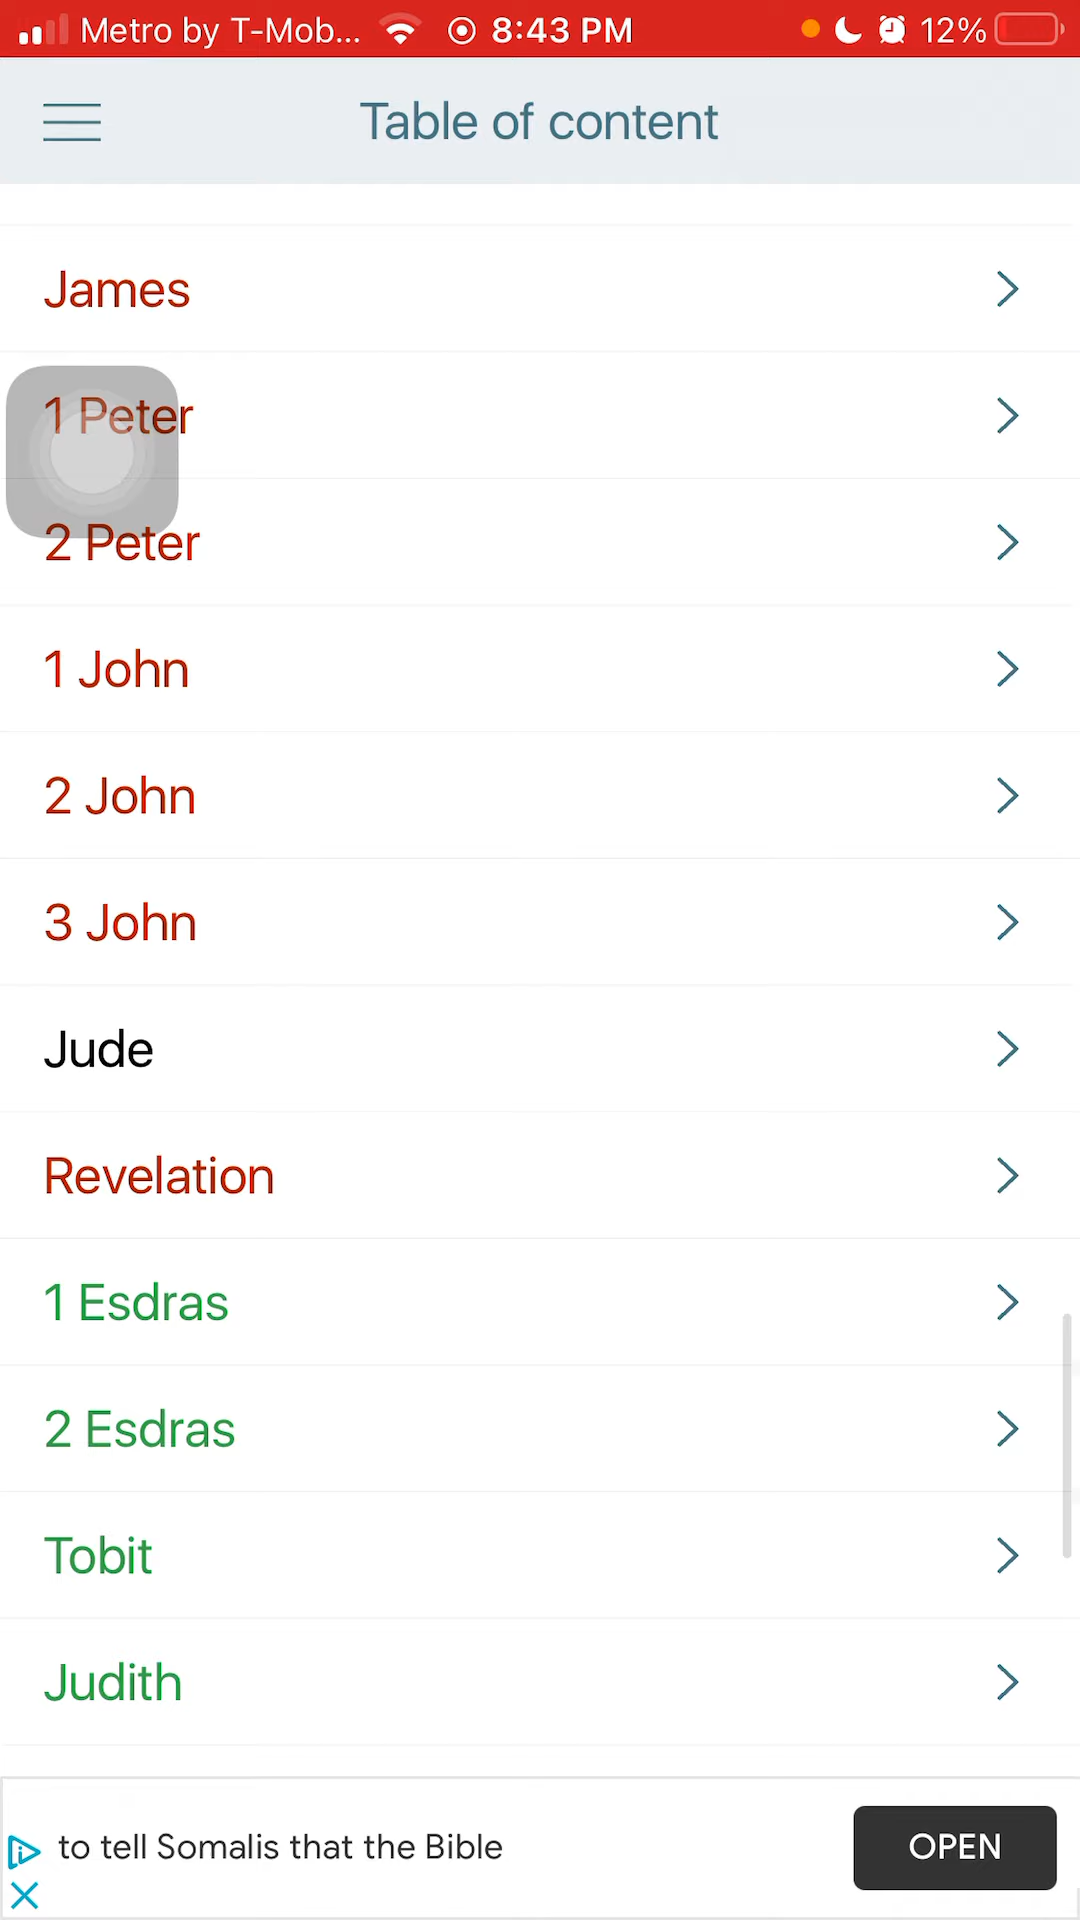 Metro by T-Mob... 8:43 PM 12%
Table of content
James
1 Peter
2 Peter
1 John
2 John
3 John
Jude
Revelation
1 Esdras
2 Esdras
Tobit
Judith
to tell Somalis that the Bible
OPEN